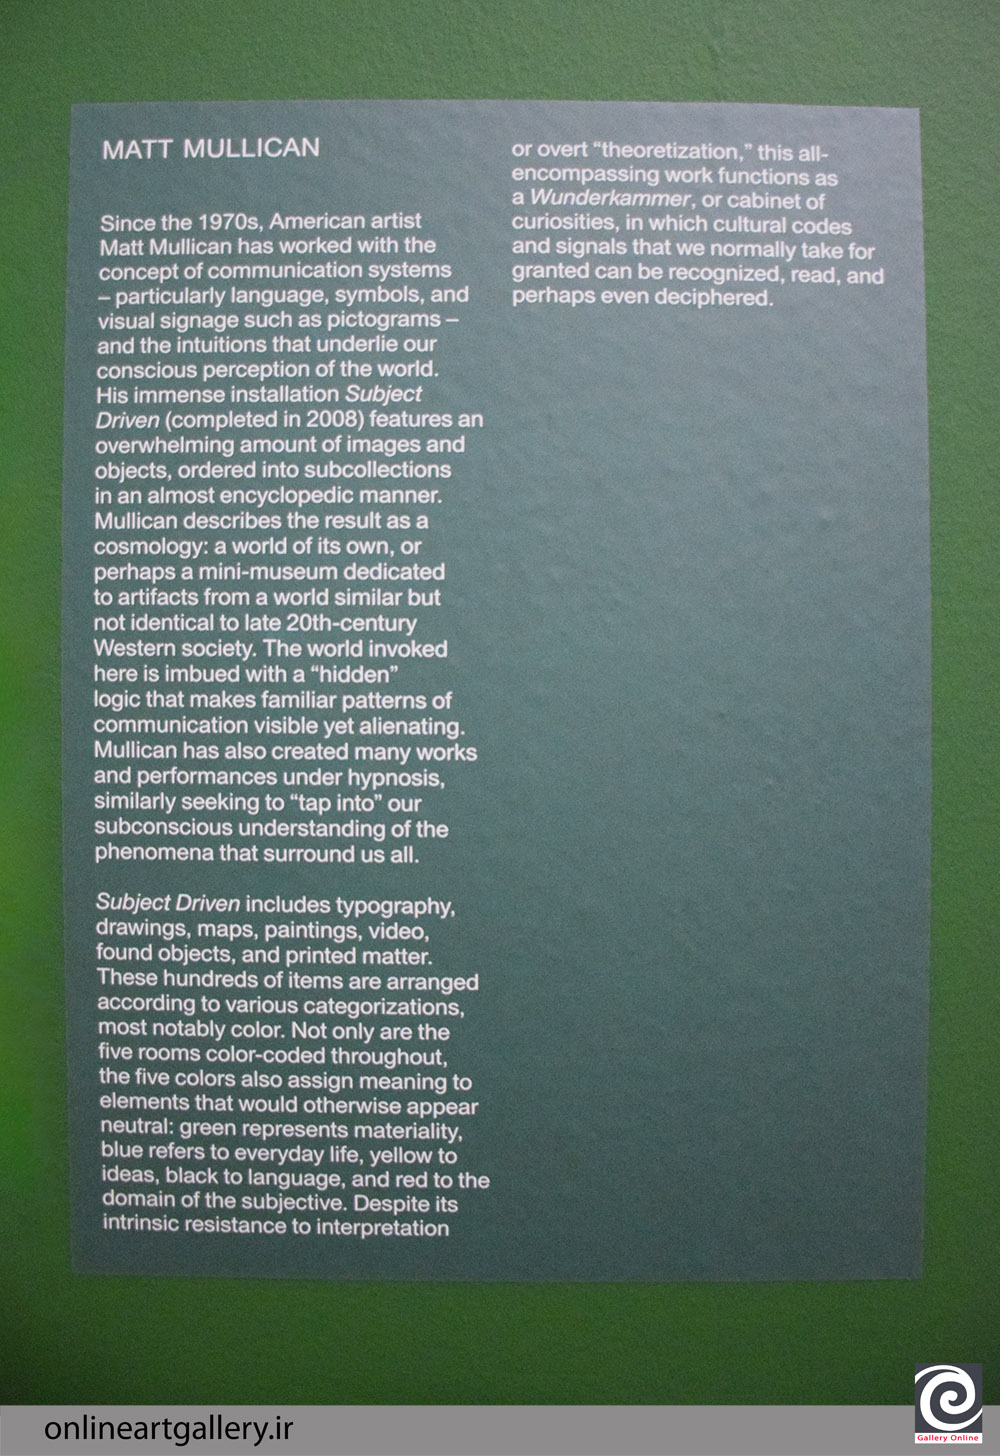 MATT MULLICAN
Since the 1970s, American artist
Matt Mullican has worked with the
concept of communication systems
– particularly language, symbols, and
visual signage such as pictograms –
and the intuitions that underlie our
conscious perception of the world.
His immense installation Subject
Driven (completed in 2008) features an
overwhelming amount of images and
objects, ordered into subcollections
in an almost encyclopedic manner.
Mullican describes the result as a
cosmology: a world of its own, or
perhaps a mini-museum dedicated
to artifacts from a world similar but
not identical to late 20th-century
Western society. The world invoked
here is imbued with a “hidden”
logic that makes familiar patterns of
communication visible yet alienating.
Mullican has also created many works
and performances under hypnosis,
similarly seeking to “tap into” our
subconscious understanding of the
phenomena that surround us all.
Subject Driven includes typography,
drawings, maps, paintings, video,
found objects, and printed matter.
These hundreds of items are arranged
according to various categorizations,
most notably color. Not only are the
five rooms color-coded throughout,
the five colors also assign meaning to
elements that would otherwise appear
neutral: green represents materiality,
blue refers to everyday life, yellow to
ideas, black to language, and red to the
domain of the subjective. Despite its
intrinsic resistance to interpretation
or overt “theoretization,” this all-
encompassing work functions as
a Wunderkammer, or cabinet of
curiosities, in which cultural codes
and signals that we normally take for
granted can be recognized, read, and
perhaps even deciphered.
onlineartgallery.ir
Gallery Online